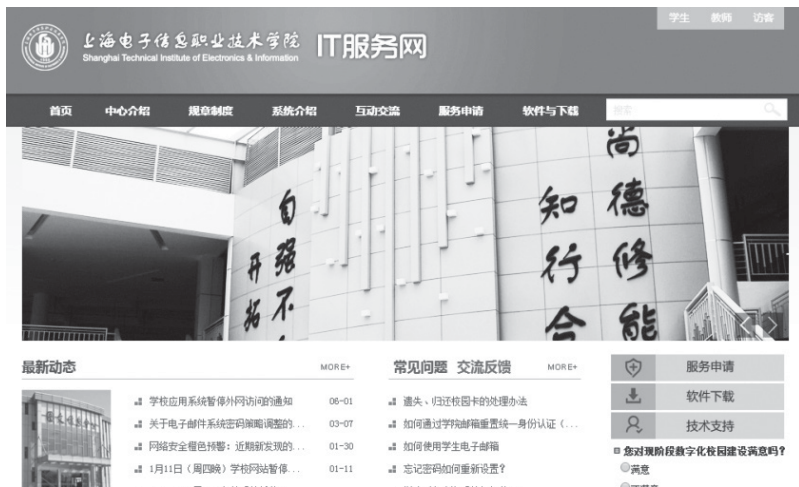 学生 教师 访客
上海电子信息职业技术学院 IT服务网
Shanghai Technical Institute of Electronics & Information
首页 中心介绍 规章制度 系统介绍 互动交流 服务申请 软件与下载 搜索
自强不
开拓
尚德修能
知行合
最新动态 MORE+
学校应用系统暂停外网访问的通知 06-01
关于电子邮件系统密码策略调整的... 03-07
网络安全橙色预警：近期新发现的... 01-30
1月11日（周四晚）学校网站暂停... 01-11
常见问题 交流反馈 MORE+
遗失、归还校园卡的处理办法
如何通过学院邮箱重置统一身份认证（...
如何使用学生电子邮箱
忘记密码如何重新设置？
服务申请
软件下载
技术支持
您对现阶段数字化校园建设满意吗？
满意